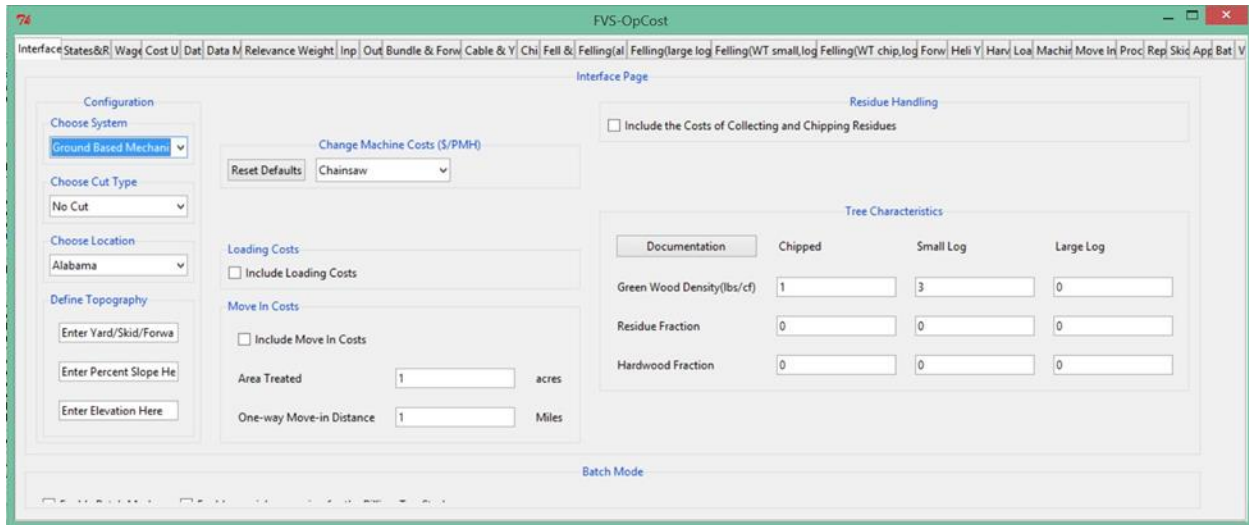 FVS-OpCost
Interface States&R Wage Cost U Dat Data M Relevance Weight Inp Out Bundle & Forw Cable & Y Chi Fell & Felling(al Felling(large log Felling(WT small,log Felling(WT chip,log Forw Heli Y Harv Loa Machin Move In Proc Rep Skic App Bat V
Interface Page
Configuration
Choose System
Ground Based Mechani
Choose Cut Type
No Cut
Choose Location
Alabama
Define Topography
Enter Yard/Skid/Forwa
Enter Percent Slope He
Enter Elevation Here
Change Machine Costs ($/PMH)
Reset Defaults Chainsaw
Loading Costs
Include Loading Costs
Move In Costs
Include Move In Costs
Area Treated 1 acres
One-way Move-in Distance 1 Miles
Residue Handling
Include the Costs of Collecting and Chipping Residues
Tree Characteristics
Documentation Chipped Small Log Large Log
Green Wood Density(lbs/cf) 1 3 0
Residue Fraction 0 0 0
Hardwood Fraction 0 0 0
Batch Mode